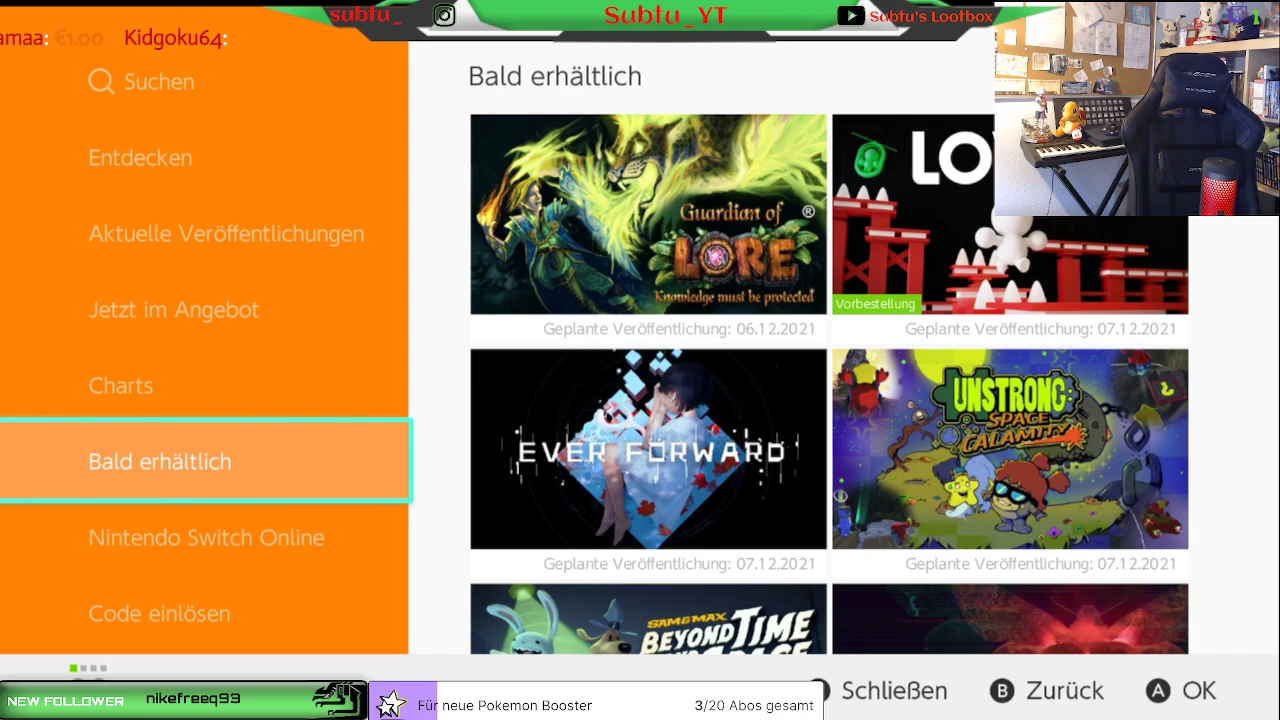 subtu_
Subtu_YT
Subtu's Lootbox
1
amaa: €1.00 Kidgoku64:
Suchen
Entdecken
Aktuelle Veröffentlichungen
Jetzt im Angebot
Charts
Bald erhältlich
Nintendo Switch Online
Code einlösen
Bald erhältlich
Guardian of ®
LORE
Knowledge must be protected
Geplante Veröffentlichung: 06.12.2021
LO
Vorbestellung
Geplante Veröffentlichung: 07.12.2021
EVER FORWARD
Geplante Veröffentlichung: 07.12.2021
UNSTRONG
SPACE
CALAMITY
Geplante Veröffentlichung: 07.12.2021
SAM&MAX
BEYOND TIME
NEW FOLLOWER nikefreeq93
Für neue Pokemon Booster 3/20 Abos gesamt
Schließen
B Zurück
A OK